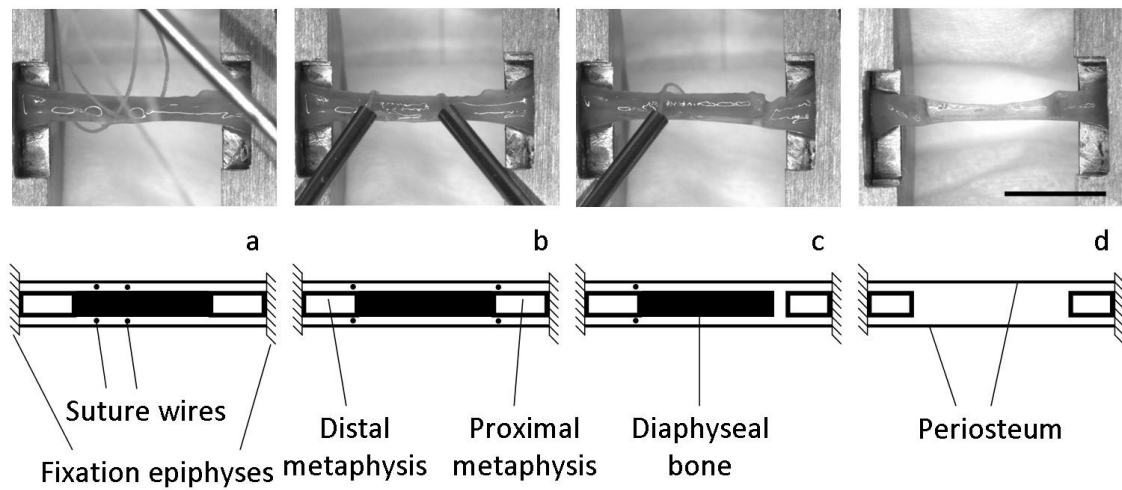 a
b
c
d
Suture wires
Fixation epiphyses
Distal
metaphysis
Proximal
metaphysis
Diaphyseal
bone
Periosteum